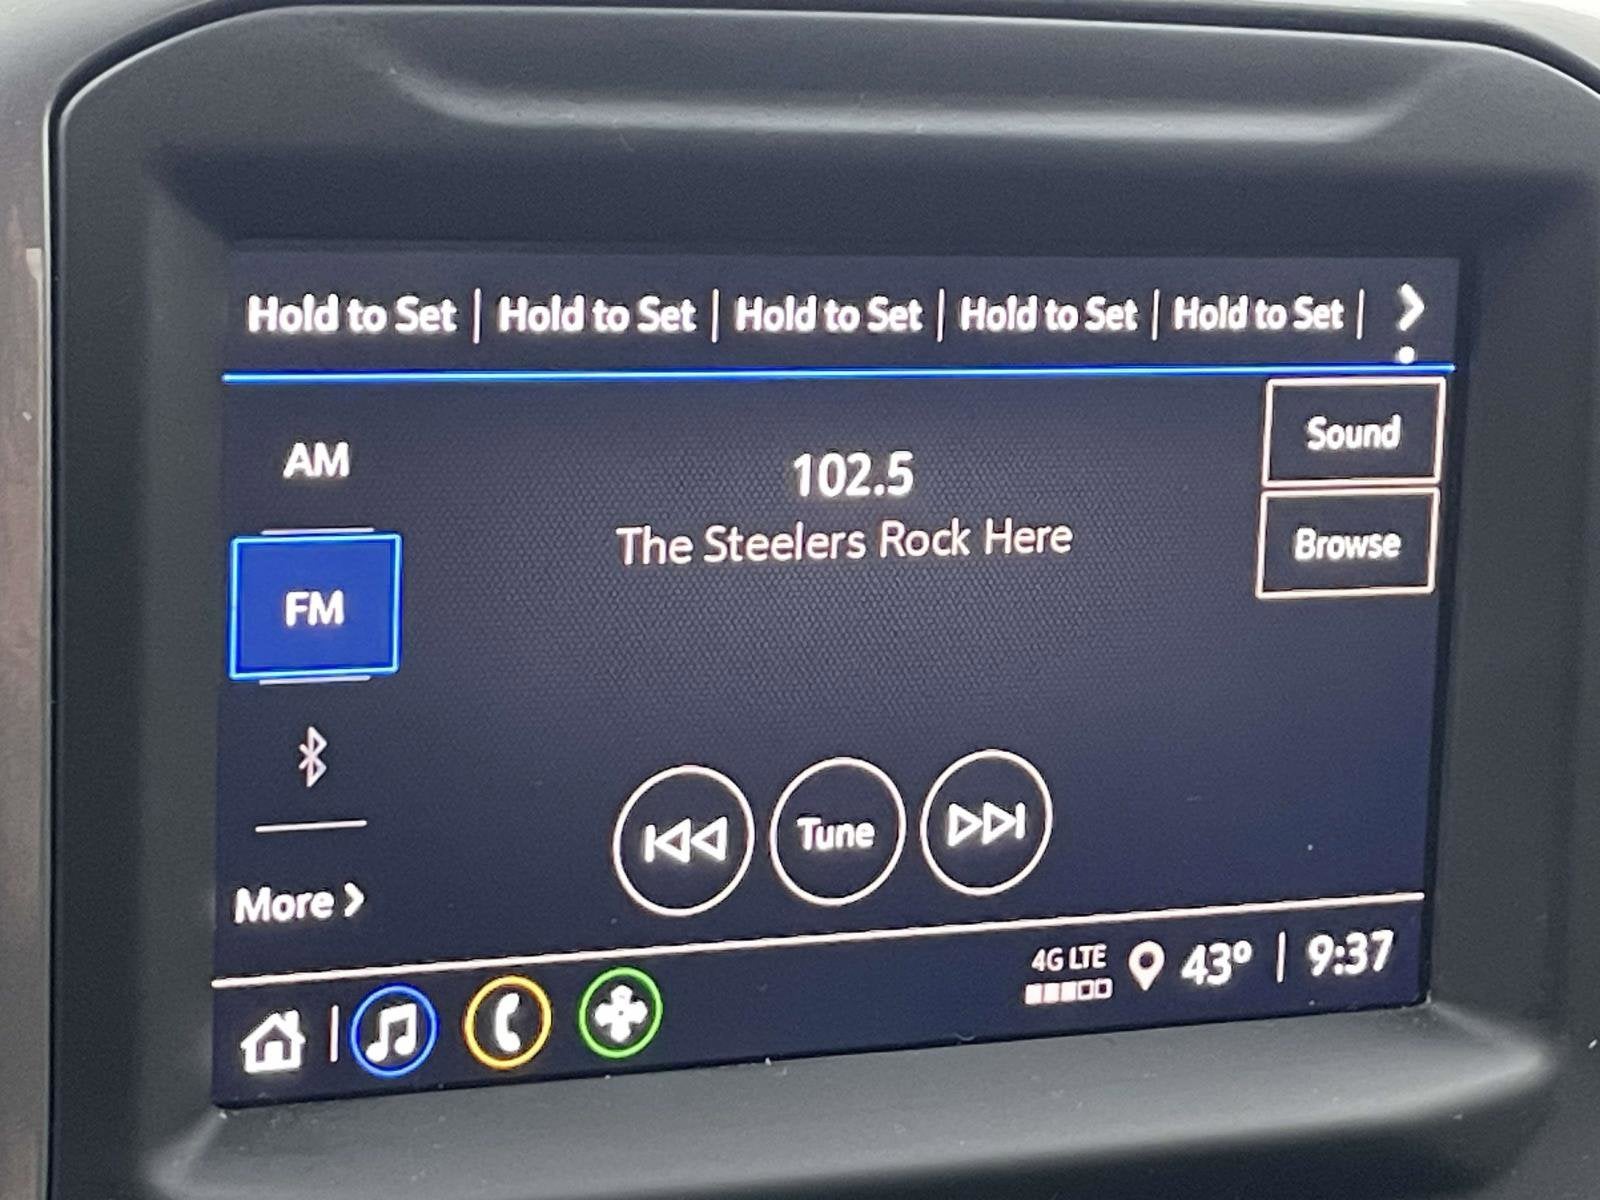 Hold to Set | Hold to Set | Hold to Set | Hold to Set | Hold to Set |
Sound
AM
102.5
The Steelers Rock Here
Browse
FM
Tune
More
4G LTE
43° | 9:37